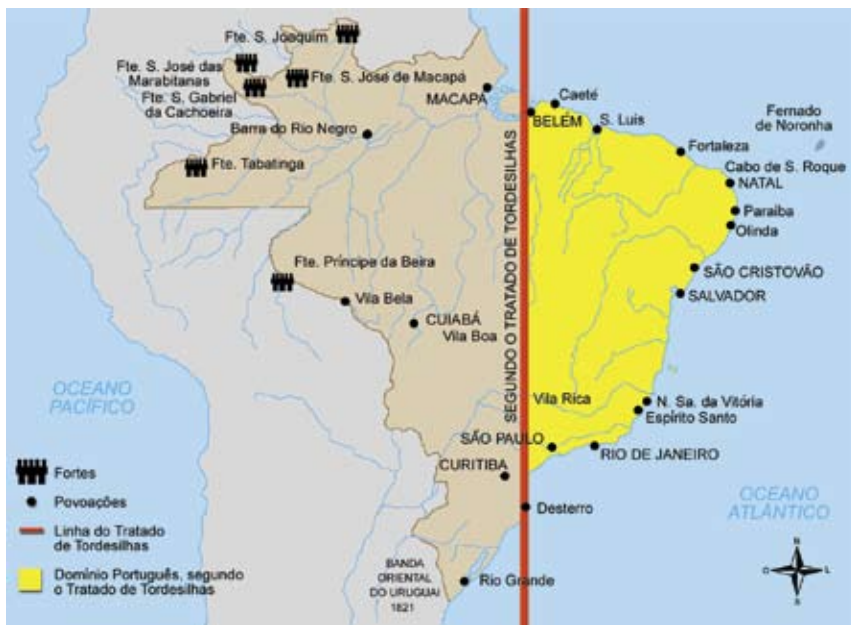 Fte. S. Joaquim
Fte. S. José das
Marabitanas
Fte. S. José de Macapá
Fte. S. Gabriel
da Cachoeira
MACAPÁ
Caeté
BELÉM
S. Luis
Fernado
de Noronha
Barra do Rio Negro
Fortaleza
Fte. Tabatinga
Cabo de S. Roque
NATAL
Paraíba
Olinda
SEGUNDO O TRATADO DE TORDESILHAS
Fte. Príncipe da Beira
SÃO CRISTOVÃO
Vila Bela
SALVADOR
CUIABÁ
Vila Boa
OCEANO
PACÍFICO
Vila Rica
N. Sa. da Vitória
Espírito Santo
SÃO PAULO
RIO DE JANEIRO
CURITIBA
Fortes
Povoações
Desterro
OCEANO
ATLÂNTICO
Linha do Tratado
de Tordesilhas
N
O
L
S
BANDA
ORIENTAL
DO URUGUAI
1821
Rio Grande
Domínio Português, segundo
o Tratado de Tordesilhas